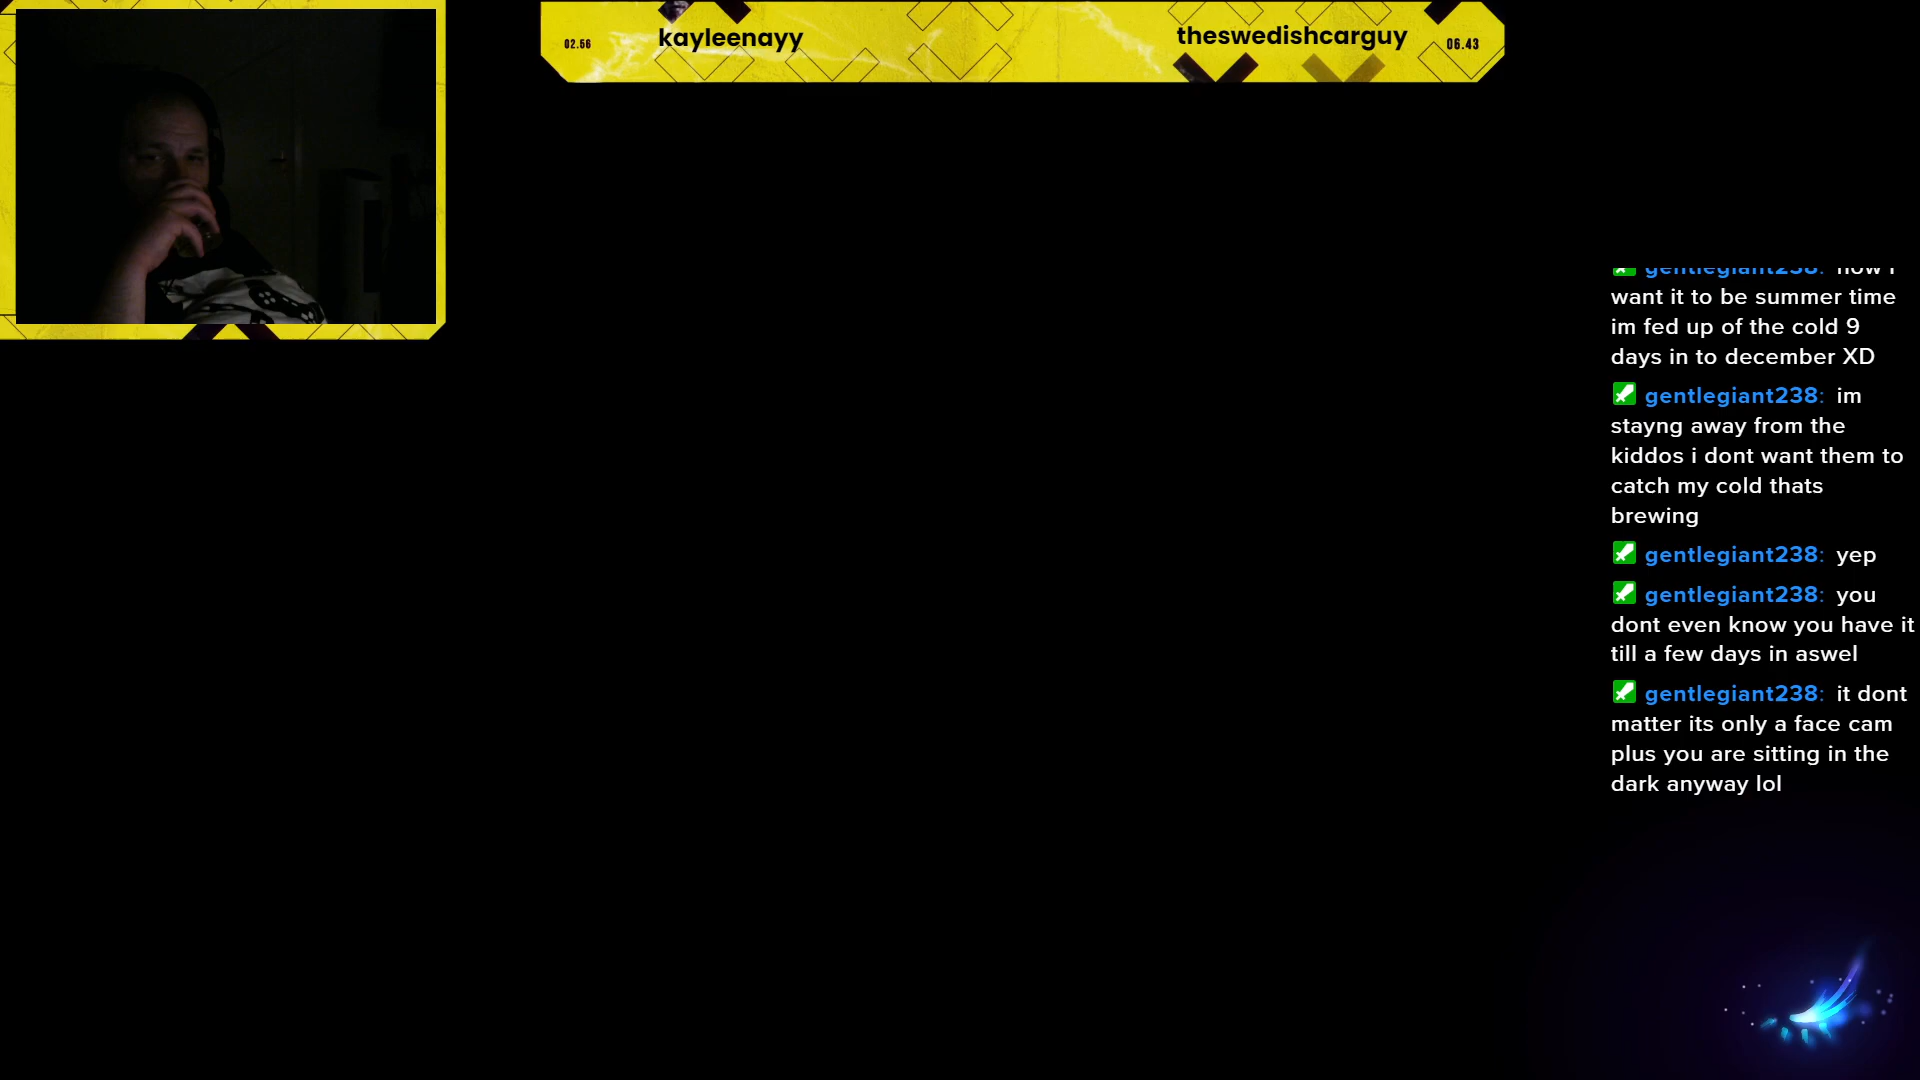 02.56
kayleenayy
theswedishcarguy
06.43
gentlegiant238: how i
want it to be summer time
im fed up of the cold 9
days in to december XD
gentlegiant238: im
stayng away from the
kiddos i dont want them to
catch my cold thats
brewing
gentlegiant238: yep
gentlegiant238: you
dont even know you have it
till a few days in aswel
gentlegiant238: it dont
matter its only a face cam
plus you are sitting in the
dark anyway lol